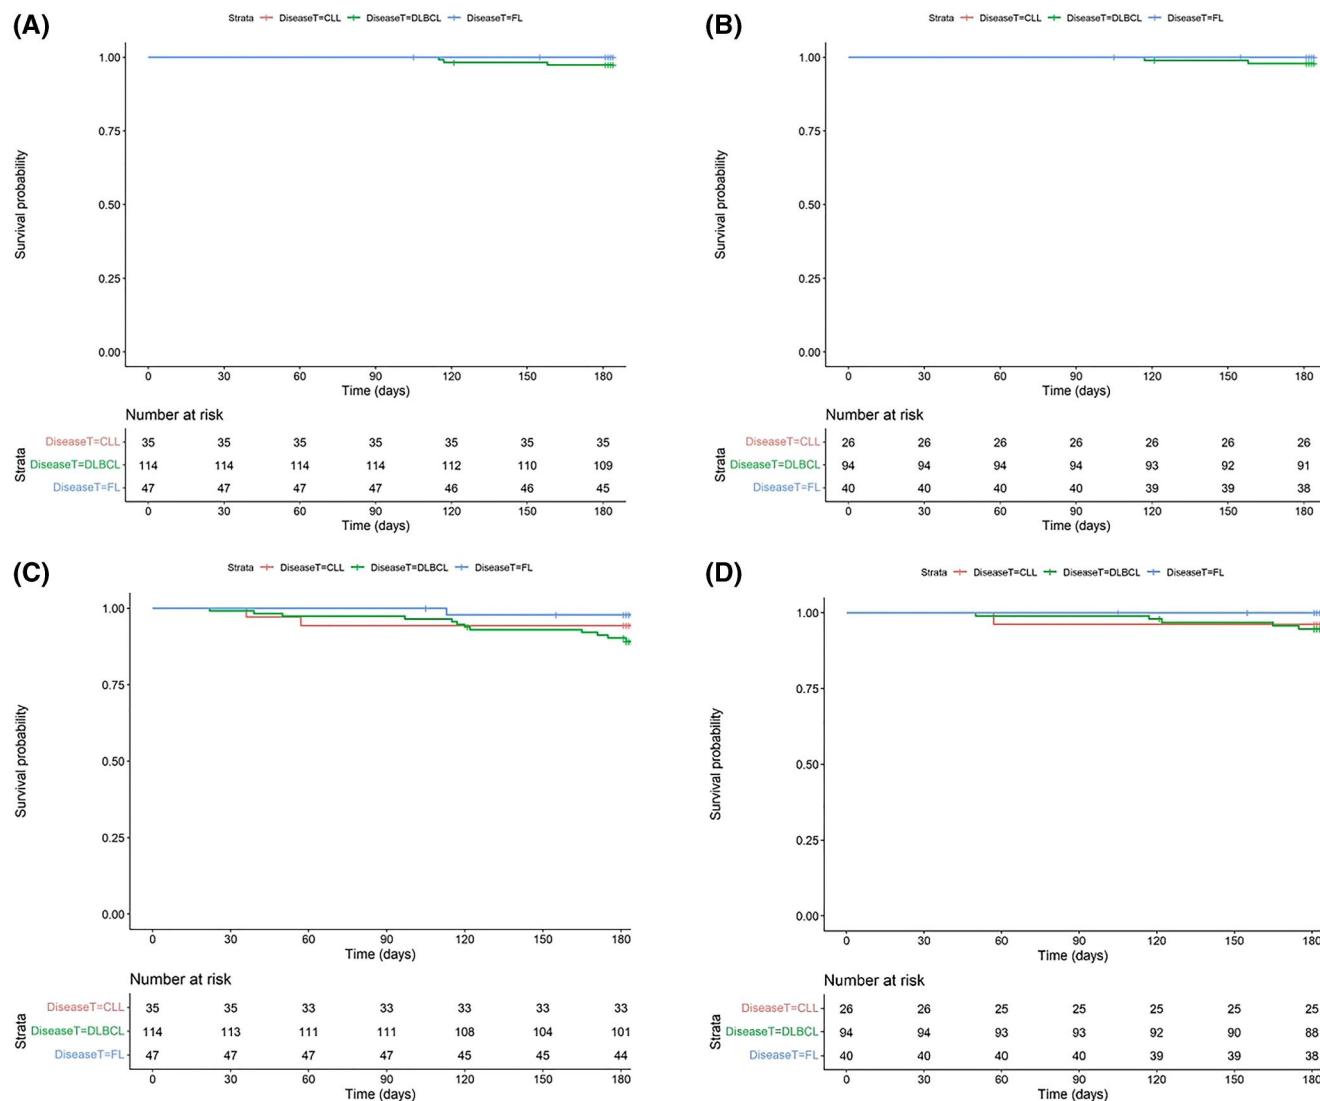 (A)
Strata DiseaseT=CLL DiseaseT=DLBCL DiseaseT=FL
1.00
0.75
0.50
0.25
0.00
Survival probability
0 30 60 90 120 150 180
Time (days)
Number at risk
Strata
DiseaseT=CLL 35 35 35 35 35 35 35
DiseaseT=DLBCL 114 114 114 114 112 110 109
DiseaseT=FL 47 47 47 47 46 46 45
0 30 60 90 120 150 180
Time (days)
(B)
Strata DiseaseT=CLL DiseaseT=DLBCL DiseaseT=FL
1.00
0.75
0.50
0.25
0.00
Survival probability
0 30 60 90 120 150 180
Time (days)
Number at risk
Strata
DiseaseT=CLL 26 26 26 26 26 26 26
DiseaseT=DLBCL 94 94 94 94 93 92 91
DiseaseT=FL 40 40 40 40 39 39 38
0 30 60 90 120 150 180
Time (days)
(C)
Strata DiseaseT=CLL DiseaseT=DLBCL DiseaseT=FL
1.00
0.75
0.50
0.25
0.00
Survival probability
0 30 60 90 120 150 180
Time (days)
Number at risk
Strata
DiseaseT=CLL 35 35 33 33 33 33 33
DiseaseT=DLBCL 114 113 111 111 108 104 101
DiseaseT=FL 47 47 47 47 45 45 44
0 30 60 90 120 150 180
Time (days)
(D)
Strata DiseaseT=CLL DiseaseT=DLBCL DiseaseT=FL
1.00
0.75
0.50
0.25
0.00
Survival probability
0 30 60 90 120 150 180
Time (days)
Number at risk
Strata
DiseaseT=CLL 26 26 25 25 25 25 25
DiseaseT=DLBCL 94 94 93 93 92 90 88
DiseaseT=FL 40 40 40 40 39 39 38
0 30 60 90 120 150 180
Time (days)